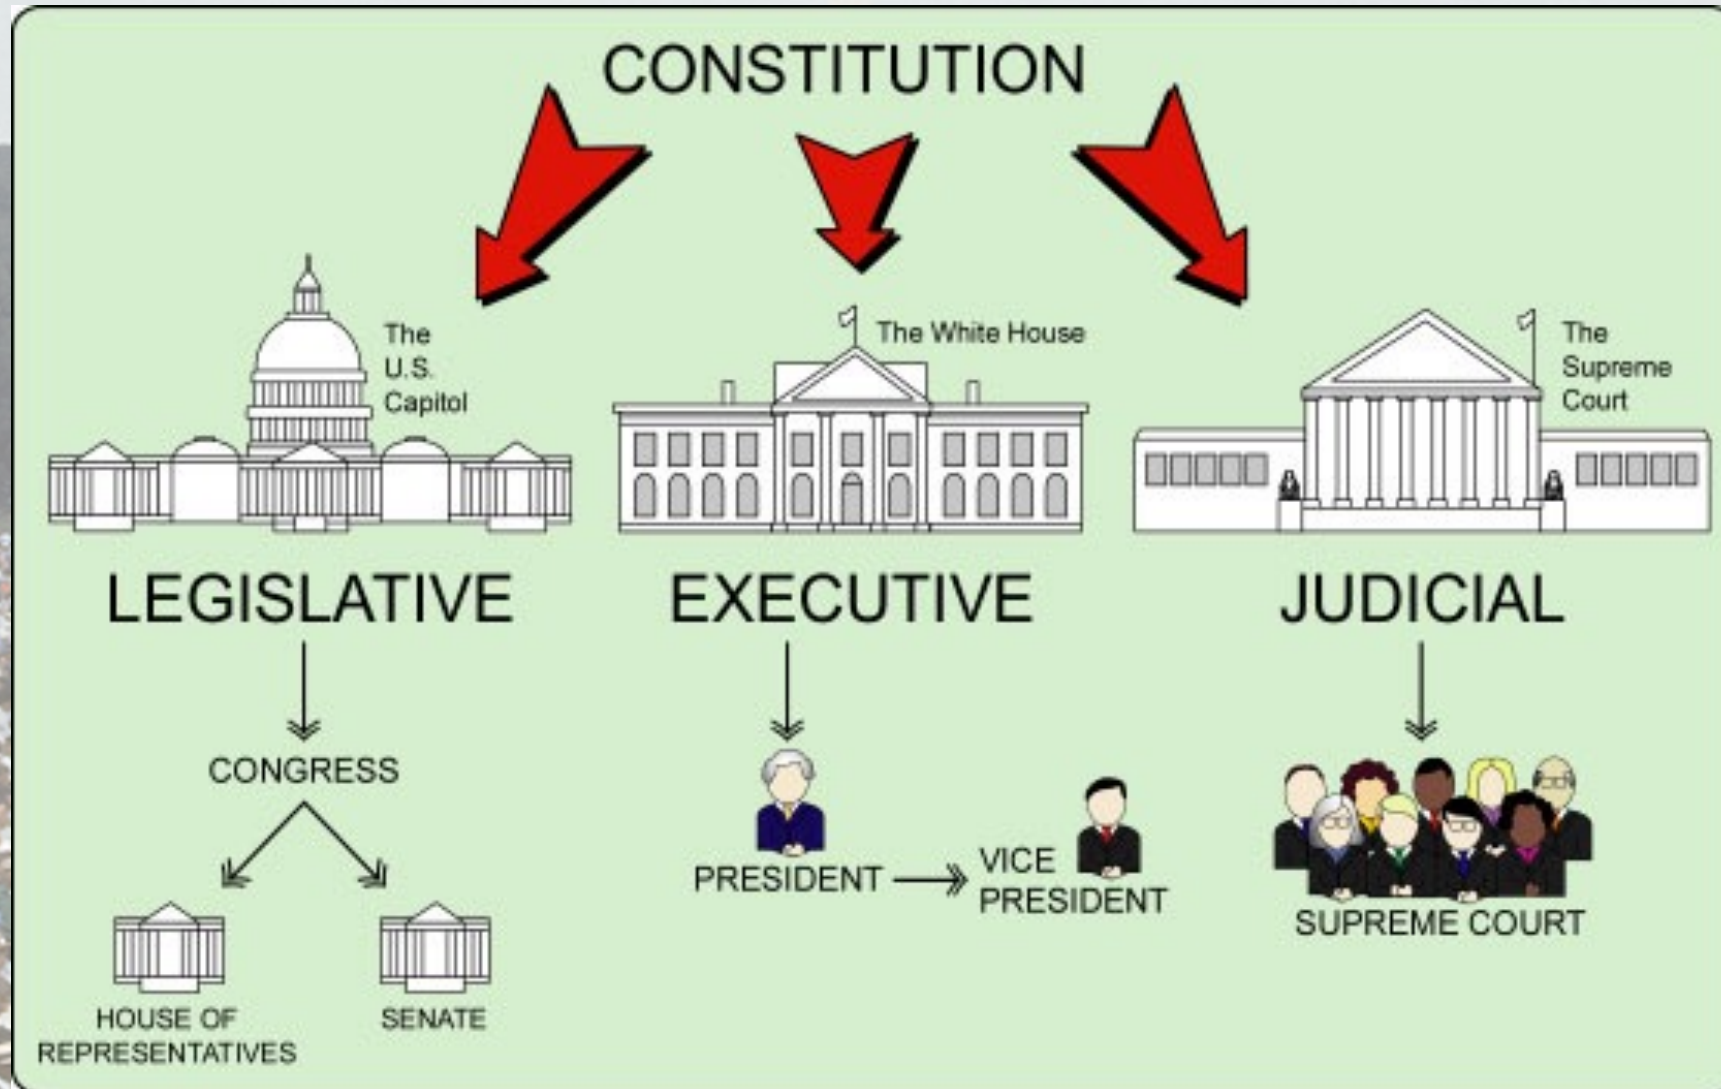 CONSTITUTION
The
U.S.
Capitol
The White House
The
Supreme
Court
LEGISLATIVE
EXECUTIVE
JUDICIAL
CONGRESS
PRESIDENT
VICE
PRESIDENT
SUPREME COURT
HOUSE OF
REPRESENTATIVES
SENATE